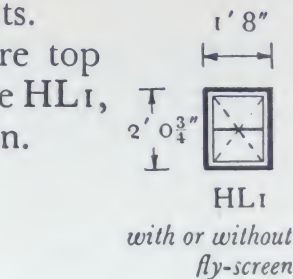 ts.
re top
e HL1,
n.
1' 8"
2' 0¾"
HL1
with or without
fly-screen